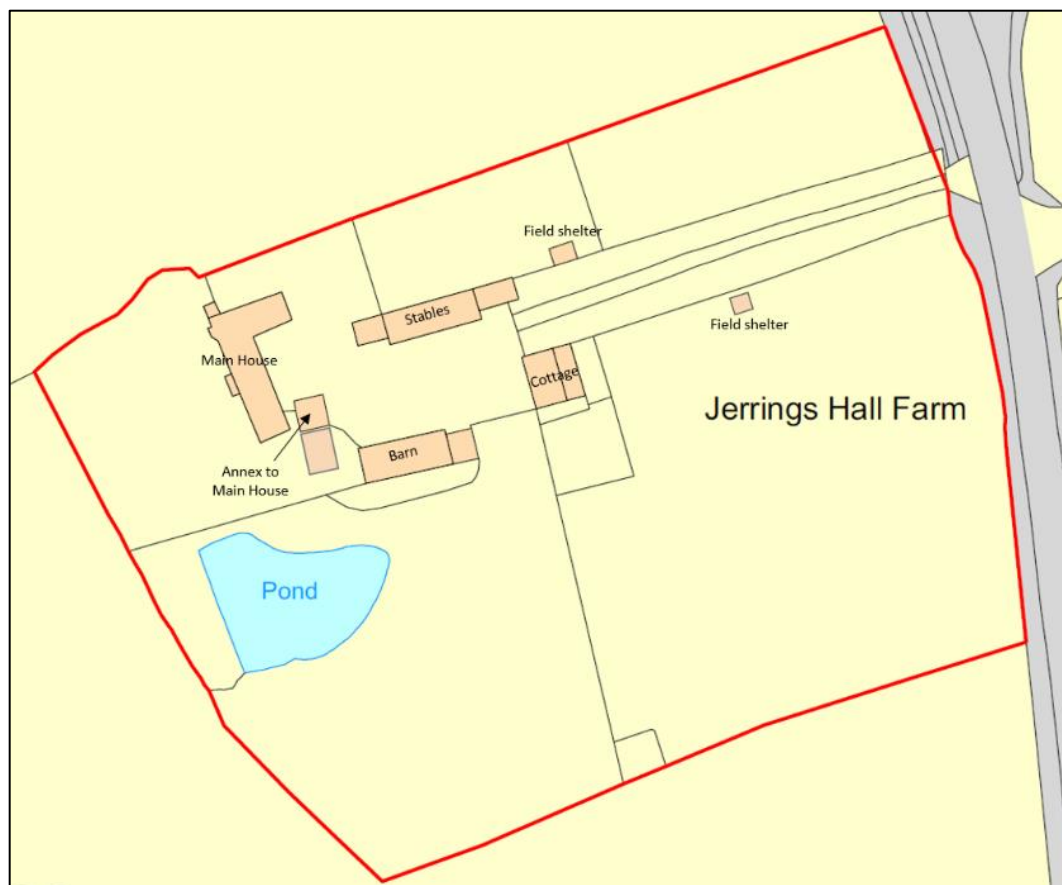 Field shelter
Stables
Field shelter
Main House
Cottage
Jerrings Hall Farm
Barn
Annex to
Main House
Pond